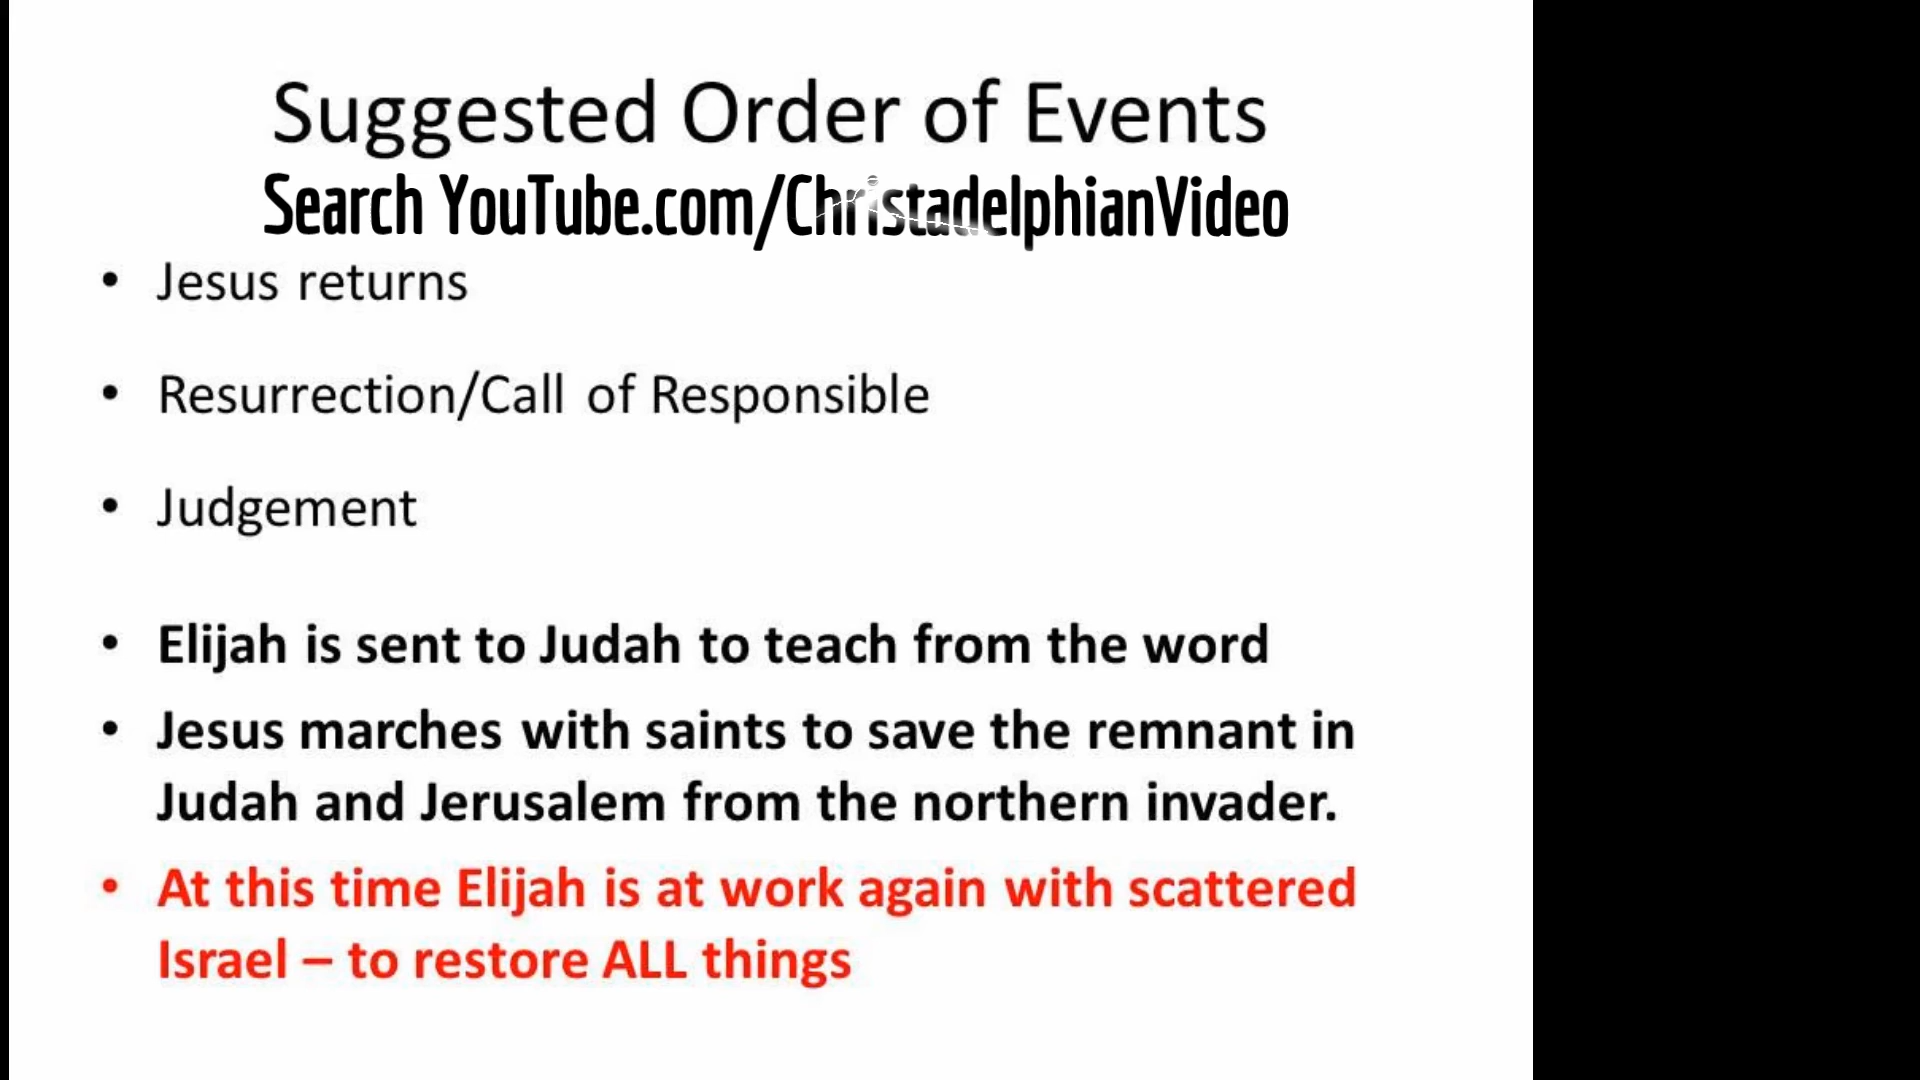 Suggested Order of Events
Search YouTube.com/ChristadelphianVideo
• Jesus returns
• Resurrection/Call of Responsible
• Judgement
• Elijah is sent to Judah to teach from the word
• Jesus marches with saints to save the remnant in
Judah and Jerusalem from the northern invader.
• At this time Elijah is at work again with scattered
Israel – to restore ALL things